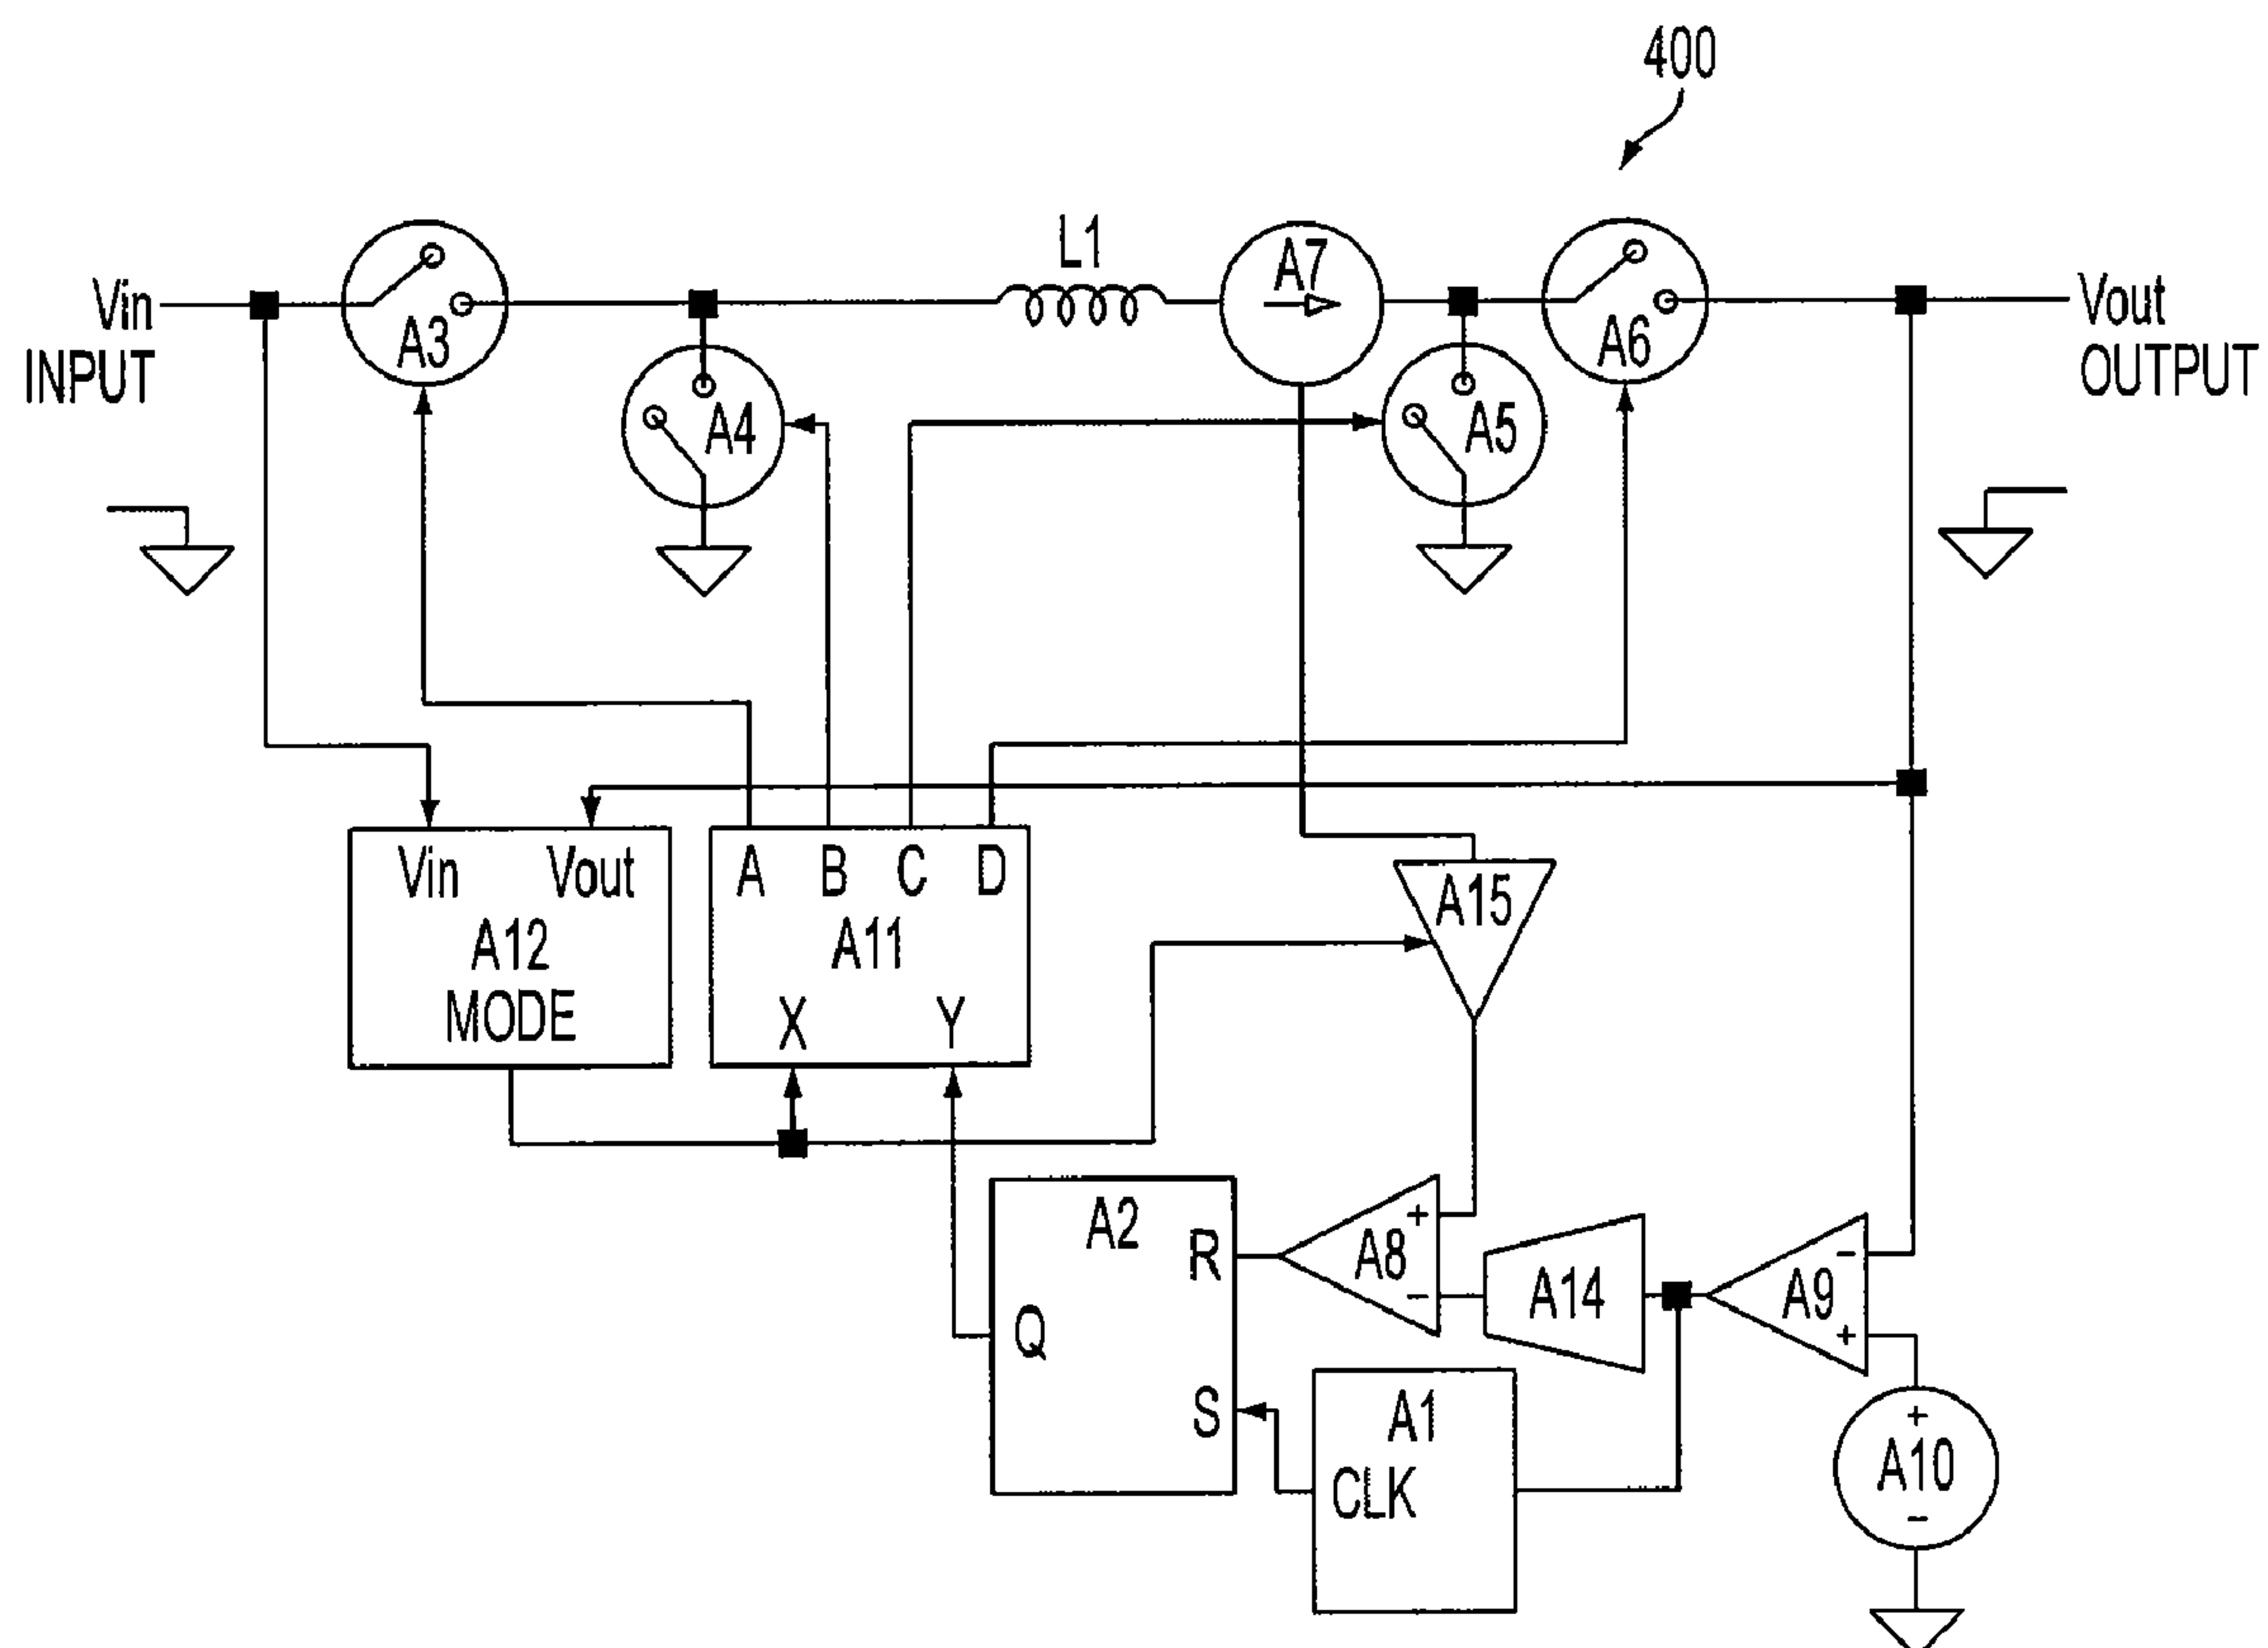 400
L1
A7
Vin
INPUT
A3
A6
Vout
OUTPUT
A4
A5
Vin Vout
A12
MODE
A B C D
A11
X Y
A15
A2
R
Q
S
+
A8
−
A14
−
A9
+
A1
CLK
+
A10
−